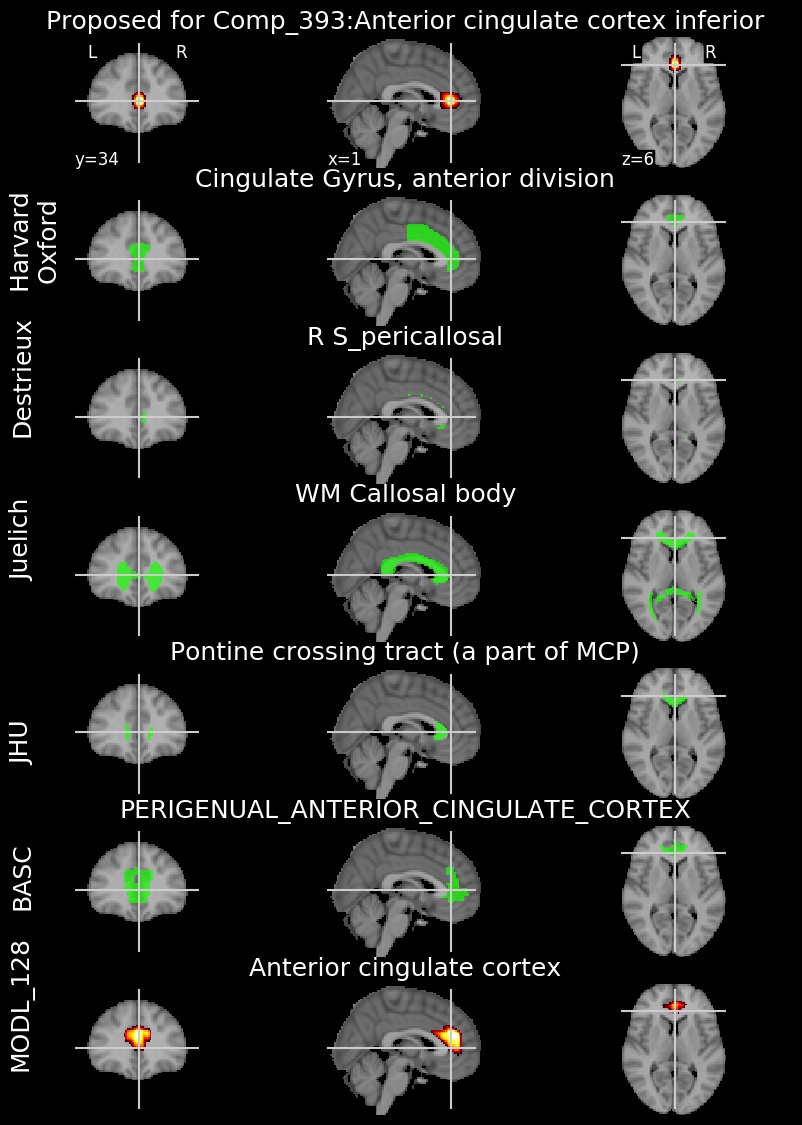 Proposed for Comp_393:Anterior cingulate cortex inferior
L R L R
y=34 x=1 z=6
Cingulate Gyrus, anterior division
Harvard
Oxford
R S_pericallosal
Destrieux
WM Callosal body
Juelich
Pontine crossing tract (a part of MCP)
JHU
PERIGENUAL_ANTERIOR_CINGULATE_CORTEX
BASC
Anterior cingulate cortex
MODL_128